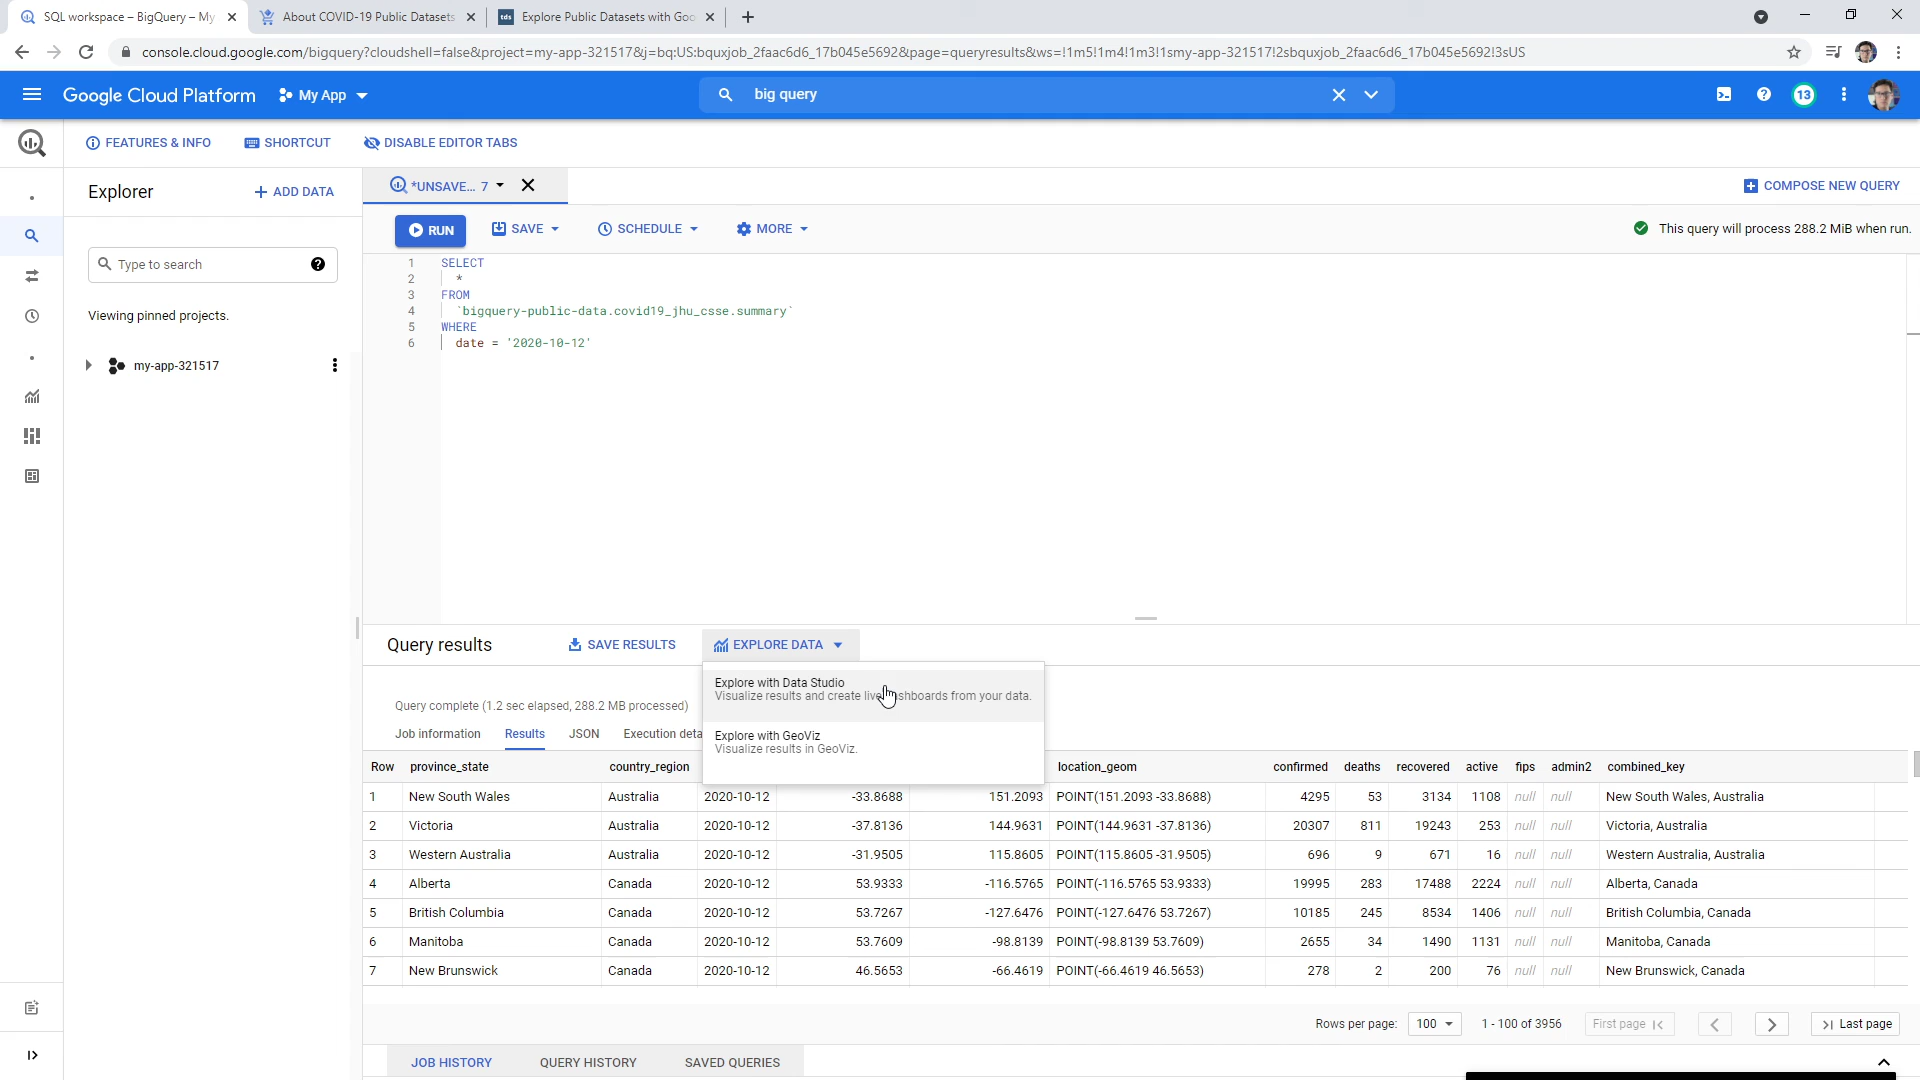 SQL workspace – BigQuery – My
About COVID-19 Public Datasets
tds
Explore Public Datasets with Goo
console.cloud.google.com/bigquery?cloudshell=false&project=my-app-321517&j=bq:US:bquxjob_2faac6d6_17b045e5692&page=queryresults&ws=!1m5!1m4!1m3!1smy-app-321517!2sbquxjob_2faac6d6_17b045e5692!3sUS
Google Cloud Platform
My App
big query
13
FEATURES & INFO
SHORTCUT
DISABLE EDITOR TABS
Explorer
ADD DATA
*UNSAVE... 7
COMPOSE NEW QUERY
RUN
SAVE
SCHEDULE
MORE
This query will process 288.2 MiB when run.
Type to search
Viewing pinned projects.
my-app-321517
1 SELECT
2 *
3 FROM
4 `bigquery-public-data.covid19_jhu_csse.summary`
5 WHERE
6 date = '2020-10-12'
Query results
SAVE RESULTS
EXPLORE DATA
Explore with Data Studio
Visualize results and create live dashboards from your data.
Explore with GeoViz
Visualize results in GeoViz.
Query complete (1.2 sec elapsed, 288.2 MB processed)
Job information Results JSON Execution deta
Row province_state country_region location_geom confirmed deaths recovered active fips admin2 combined_key
1 New South Wales Australia 2020-10-12 -33.8688 151.2093 POINT(151.2093 -33.8688) 4295 53 3134 1108 null null New South Wales, Australia
2 Victoria Australia 2020-10-12 -37.8136 144.9631 POINT(144.9631 -37.8136) 20307 811 19243 253 null null Victoria, Australia
3 Western Australia Australia 2020-10-12 -31.9505 115.8605 POINT(115.8605 -31.9505) 696 9 671 16 null null Western Australia, Australia
4 Alberta Canada 2020-10-12 53.9333 -116.5765 POINT(-116.5765 53.9333) 19995 283 17488 2224 null null Alberta, Canada
5 British Columbia Canada 2020-10-12 53.7267 -127.6476 POINT(-127.6476 53.7267) 10185 245 8534 1406 null null British Columbia, Canada
6 Manitoba Canada 2020-10-12 53.7609 -98.8139 POINT(-98.8139 53.7609) 2655 34 1490 1131 null null Manitoba, Canada
7 New Brunswick Canada 2020-10-12 46.5653 -66.4619 POINT(-66.4619 46.5653) 278 2 200 76 null null New Brunswick, Canada
Rows per page: 100 1 - 100 of 3956 First page Last page
JOB HISTORY QUERY HISTORY SAVED QUERIES